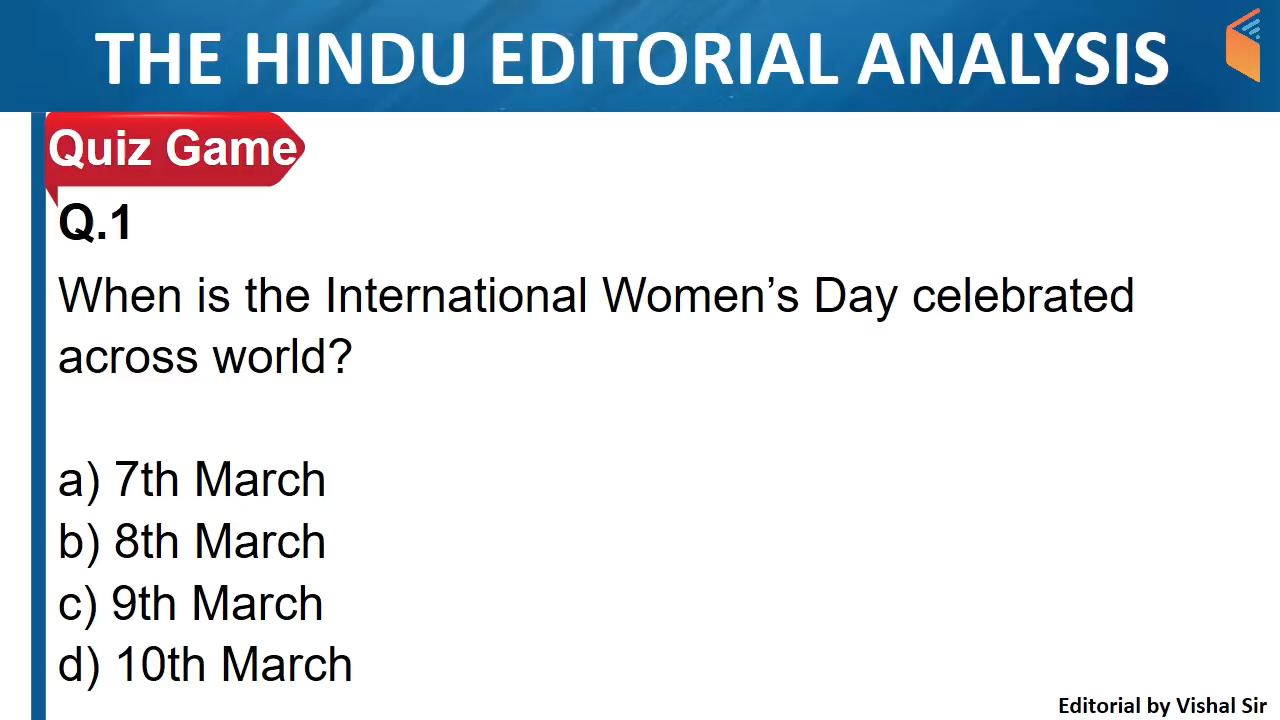 THE HINDU EDITORIAL ANALYSIS
Quiz Game
Q.1
When is the International Women’s Day celebrated
across world?
a) 7th March
b) 8th March
c) 9th March
d) 10th March
Editorial by Vishal Sir